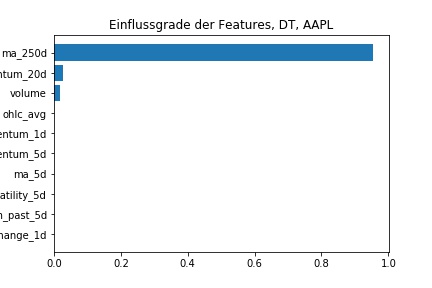 Einflussgrade der Features, DT, AAPL
ma_250d
ntum_20d
volume
ohlc_avg
entum_1d
entum_5d
ma_5d
atility_5d
n_past_5d
hange_1d
0.0 0.2 0.4 0.6 0.8 1.0